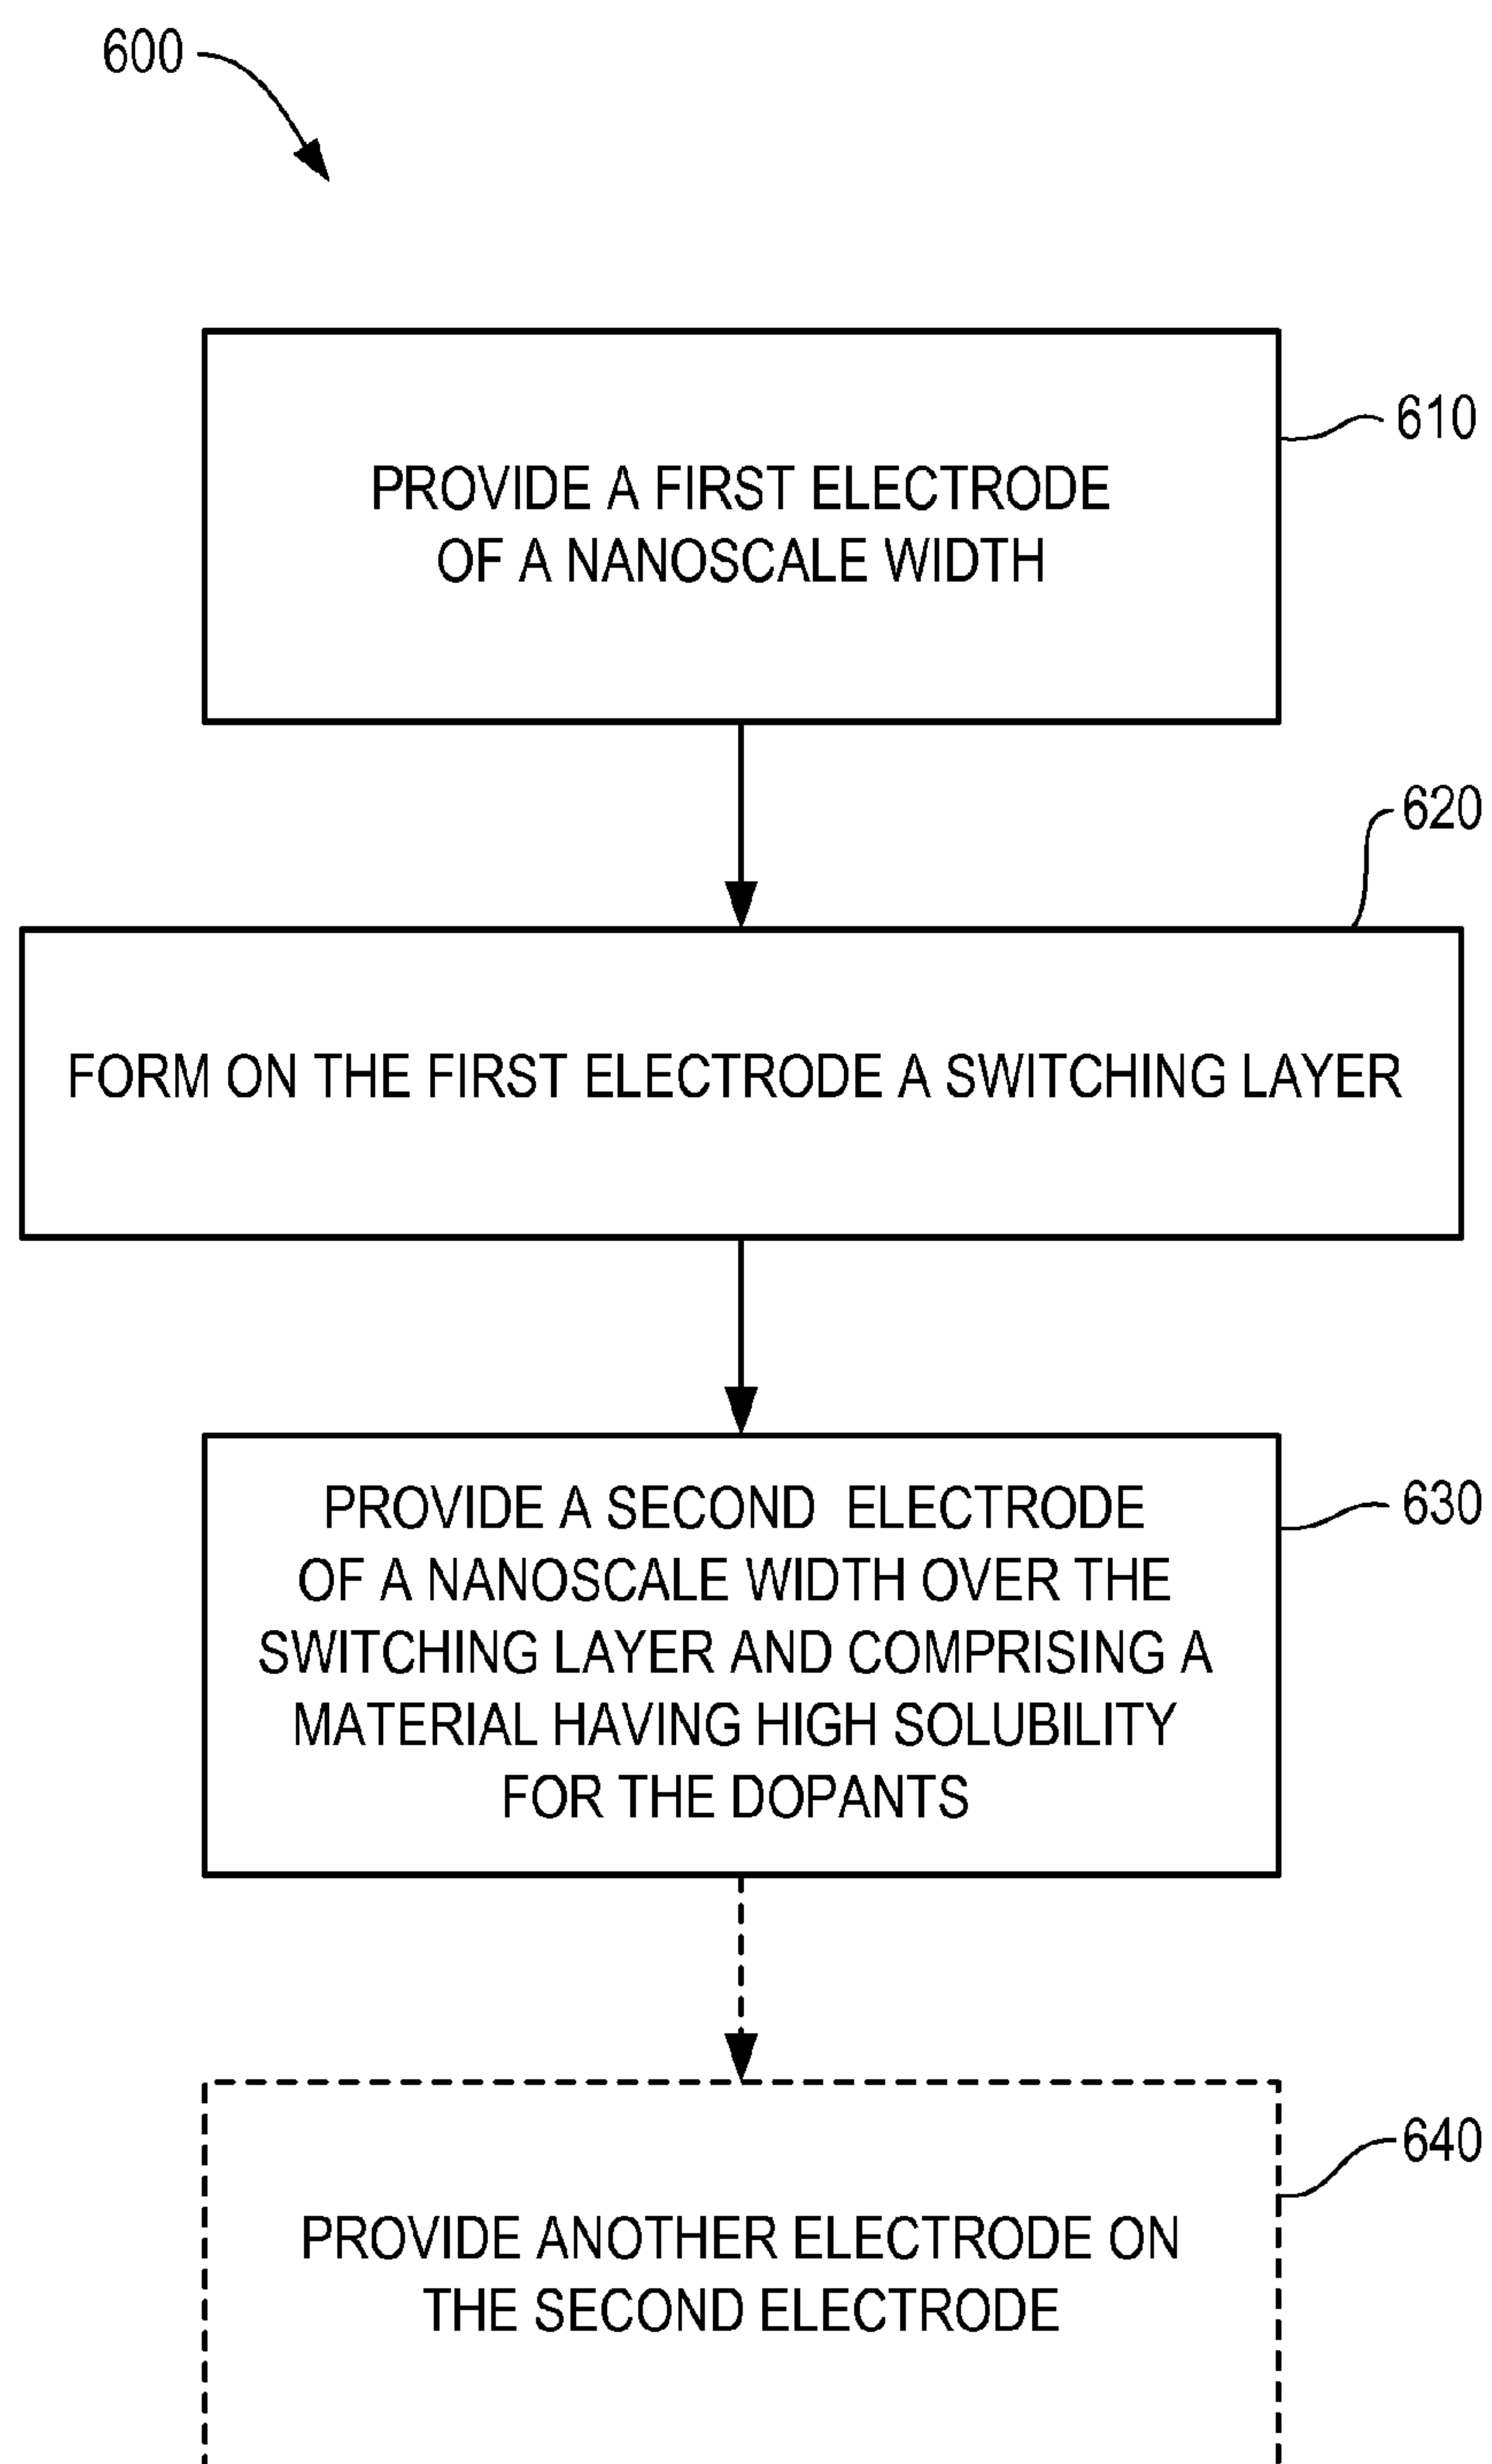 600
610
PROVIDE A FIRST ELECTRODE
OF A NANOSCALE WIDTH
620
FORM ON THE FIRST ELECTRODE A SWITCHING LAYER
630
PROVIDE A SECOND ELECTRODE
OF A NANOSCALE WIDTH OVER THE
SWITCHING LAYER AND COMPRISING A
MATERIAL HAVING HIGH SOLUBILITY
FOR THE DOPANTS
640
PROVIDE ANOTHER ELECTRODE ON
THE SECOND ELECTRODE